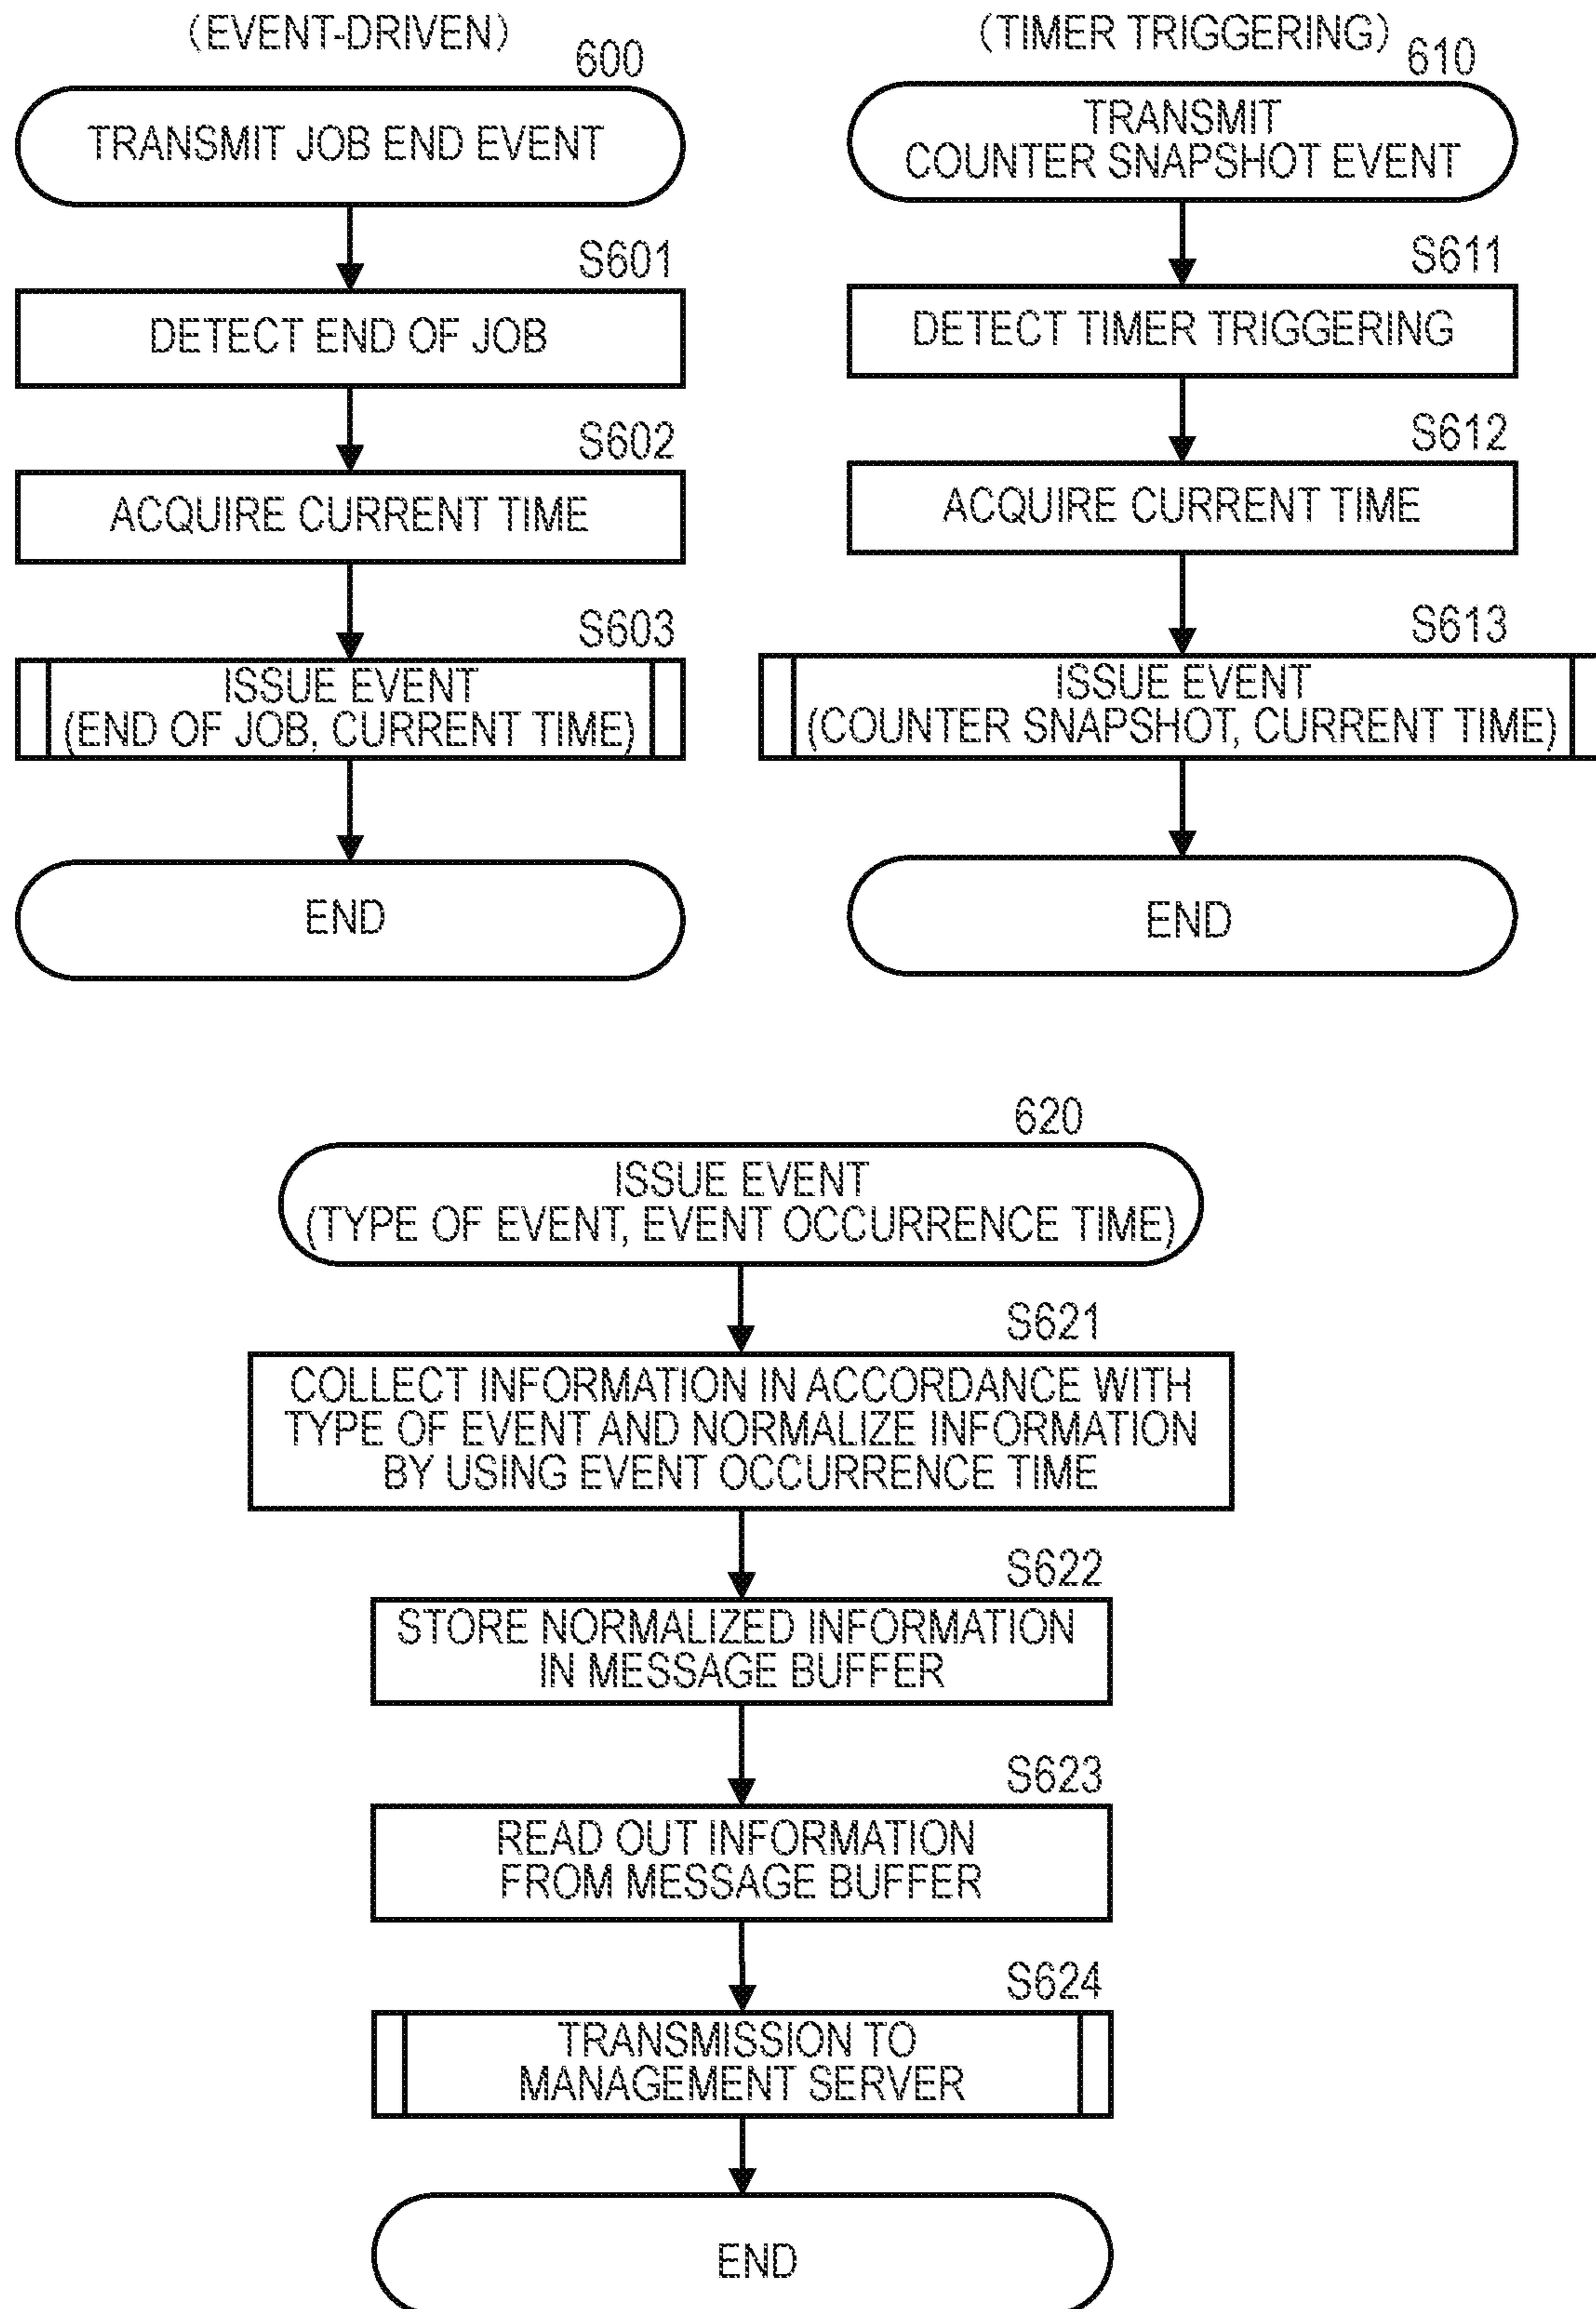 (EVENT-DRIVEN)
600
TRANSMIT JOB END EVENT
S601
DETECT END OF JOB
S602
ACQUIRE CURRENT TIME
S603
ISSUE EVENT
(END OF JOB, CURRENT TIME)
END
(TIMER TRIGGERING)
610
TRANSMIT
COUNTER SNAPSHOT EVENT
S611
DETECT TIMER TRIGGERING
S612
ACQUIRE CURRENT TIME
S613
ISSUE EVENT
(COUNTER SNAPSHOT, CURRENT TIME)
END
620
ISSUE EVENT
(TYPE OF EVENT, EVENT OCCURRENCE TIME)
S621
COLLECT INFORMATION IN ACCORDANCE WITH
TYPE OF EVENT AND NORMALIZE INFORMATION
BY USING EVENT OCCURRENCE TIME
S622
STORE NORMALIZED INFORMATION
IN MESSAGE BUFFER
S623
READ OUT INFORMATION
FROM MESSAGE BUFFER
S624
TRANSMISSION TO
MANAGEMENT SERVER
END